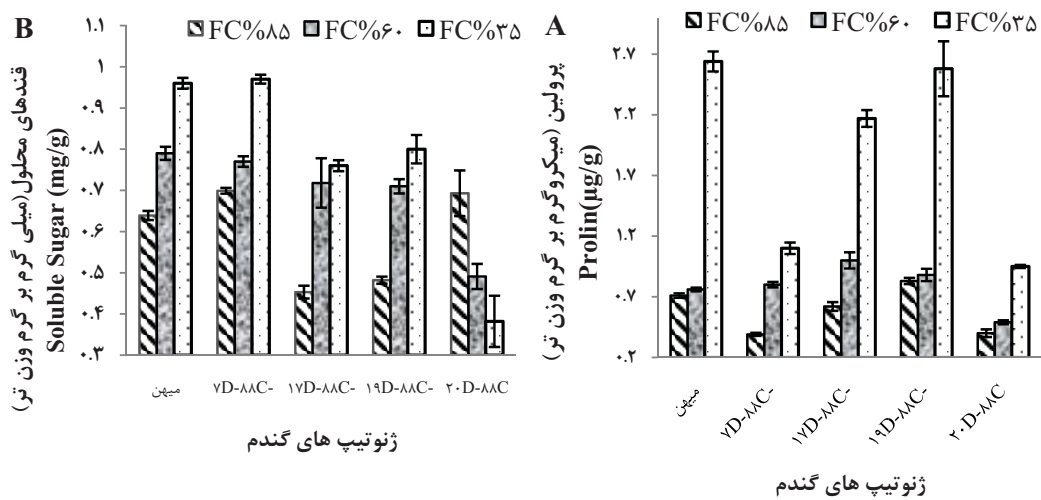 B
FC%۸۵ FC%۶۰ FC%۳۵
قندهای محلول(میلی گرم بر گرم وزن تر)
Soluble Sugar (mg/g)
۱.۱
۱
۰.۹
۰.۸
۰.۷
۰.۶
۰.۵
۰.۴
۰.۳
میهن
۷D-۸۸C-
۱۷D-۸۸C-
۱۹D-۸۸C-
۲۰D-۸۸C
ژنوتیپ های گندم
A
FC%۸۵ FC%۶۰ FC%۳۵
پرولین (میکروگرم بر گرم وزن تر)
Prolin(µg/g)
۲.۷
۲.۲
۱.۷
۱.۲
۰.۷
۰.۲
میهن
۷D-۸۸C-
۱۷D-۸۸C-
۱۹D-۸۸C-
۲۰D-۸۸C
ژنوتیپ های گندم